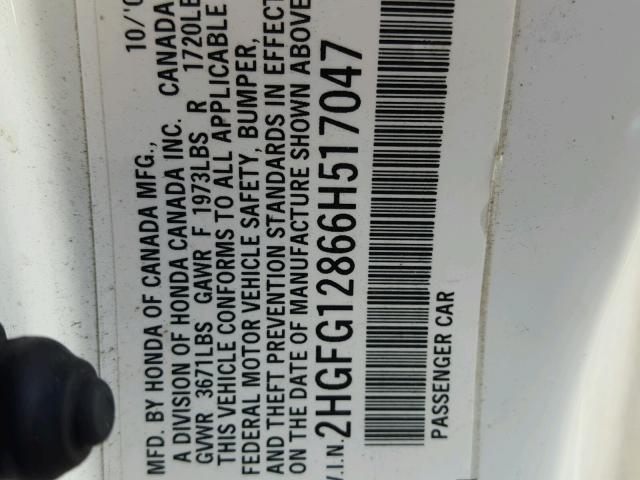 MFD. BY HONDA OF CANADA MFG., 10/'0
A DIVISION OF HONDA CANADA INC. CANADA
GVWR 3671LBS GAWR F 1973LBS R 1720LB
THIS VEHICLE CONFORMS TO ALL APPLICABLE
FEDERAL MOTOR VEHICLE SAFETY, BUMPER,
AND THEFT PREVENTION STANDARDS IN EFFECT
ON THE DATE OF MANUFACTURE SHOWN ABOVE
V.I.N. 2HGFG12866H517047
PASSENGER CAR